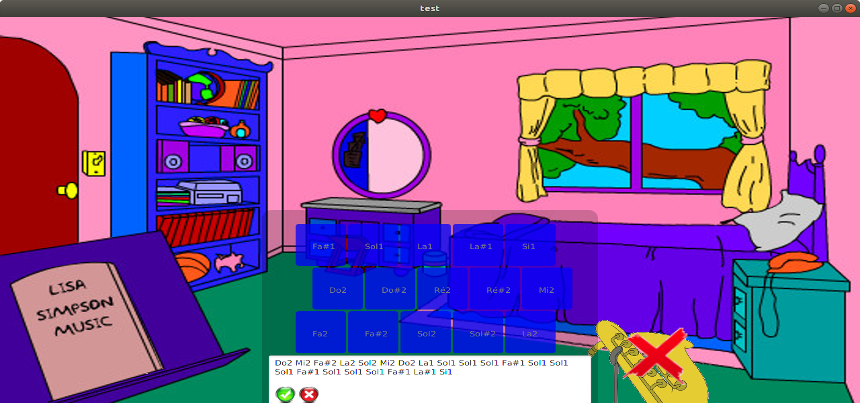 test
LISA
SIMPSON
MUSIC
Fa#1 Sol1 La1 La#1 Si1
Do2 Do#2 Ré2 Ré#2 Mi2
Fa2 Fa#2 Sol2 Sol#2 La2
Do2 Mi2 Fa#2 La2 Sol2 Mi2 Do2 La1 Sol1 Sol1 Sol1 Fa#1 Sol1 Sol1
Sol1 Fa#1 Sol1 Sol1 Sol1 Fa#1 La#1 Si1